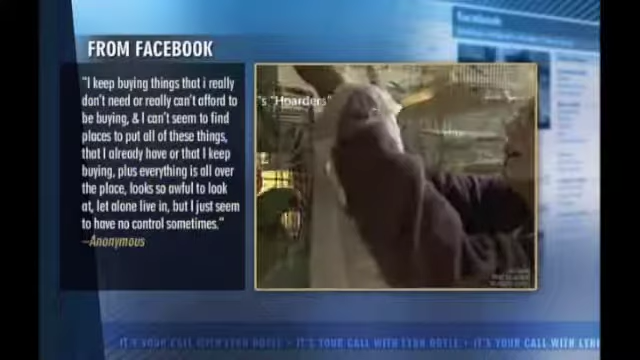 Facebook
FROM FACEBOOK
"I keep buying things that i really
don't need or really can't afford to
be buying, & I can't seem to find
places to put all of these things,
that I already have or that I keep
buying, plus everything is all over
the place, looks so awful to look
at, let alone live in, but I just seem
to have no control sometimes."
–Anonymous
's "Hoarders"
IT'S YOUR CALL WITH LYNN DOYLE • IT'S YOUR CALL WITH LYNN DOYLE • IT'S YOUR CALL WITH LYNN